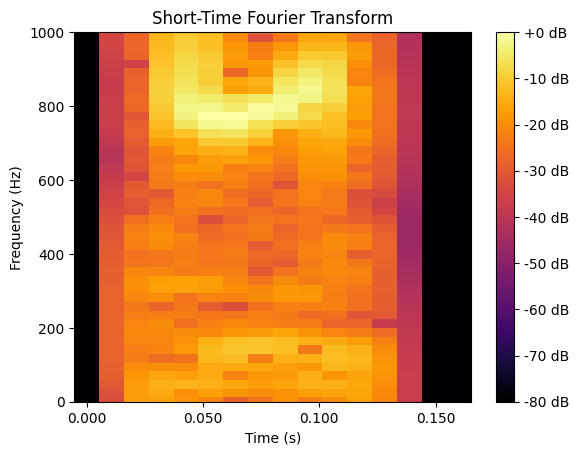 Short-Time Fourier Transform
1000
800
600
400
200
0
Frequency (Hz)
0.000
0.050
0.100
0.150
Time (s)
+0 dB
-10 dB
-20 dB
-30 dB
-40 dB
-50 dB
-60 dB
-70 dB
-80 dB